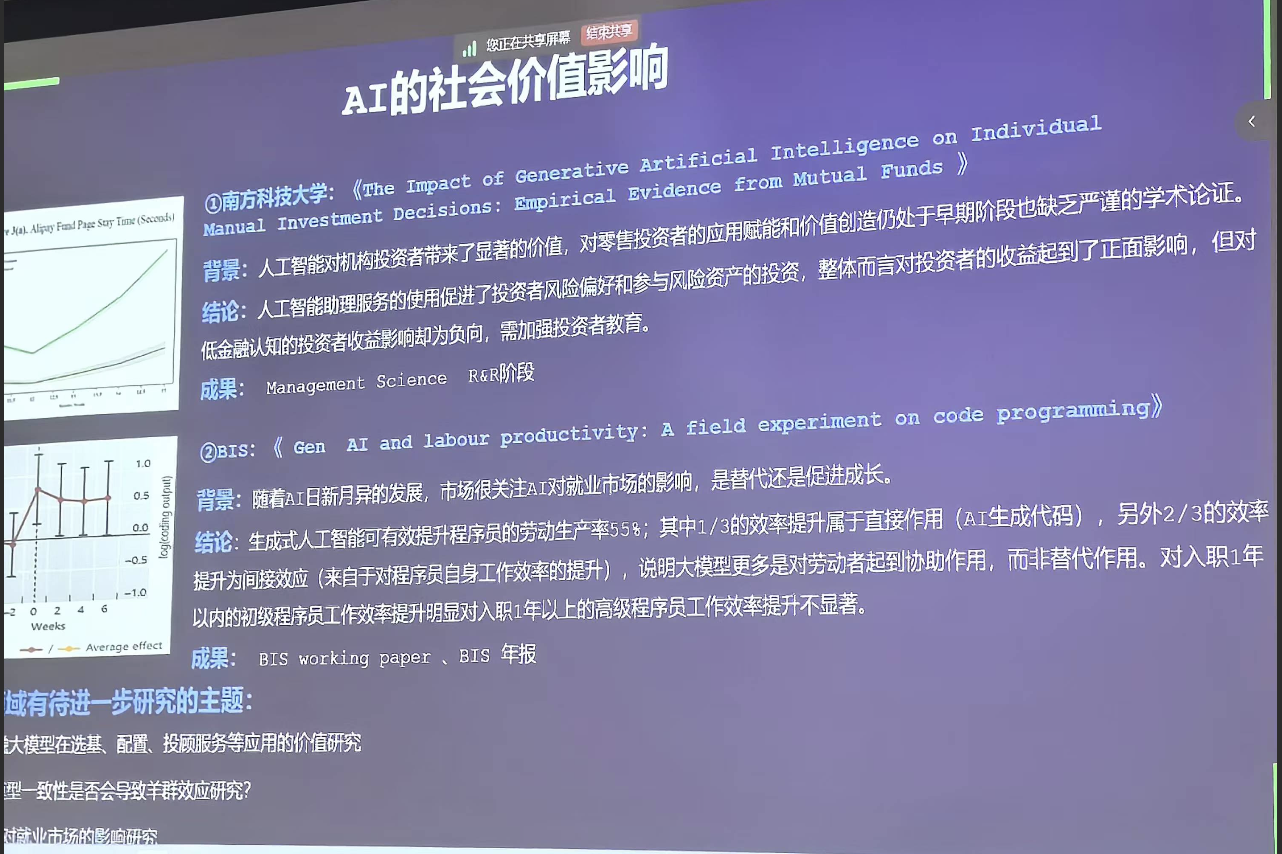 您正在共享屏幕 结束共享
AI的社会价值影响
①南方科技大学：《The Impact of Generative Artificial Intelligence on Individual
Manual Investment Decisions: Empirical Evidence from Mutual Funds 》
背景：人工智能对机构投资者带来了显著的价值，对零售投资者的应用赋能和价值创造仍处于早期阶段也缺乏严谨的学术论证。
结论：人工智能助理服务的使用促进了投资者风险偏好和参与风险资产的投资，整体而言对投资者的收益起到了正面影响，但对
低金融认知的投资者收益影响却为负向，需加强投资者教育。
成果： Management Science R&R阶段
②BIS：《 Gen AI and labour productivity: A field experiment on code programming》
背景：随着AI日新月异的发展，市场很关注AI对就业市场的影响，是替代还是促进成长。
结论：生成式人工智能可有效提升程序员的劳动生产率55%；其中1/3的效率提升属于直接作用（AI生成代码），另外2/3的效率
提升为间接效应（来自于对程序员自身工作效率的提升），说明大模型更多是对劳动者起到协助作用，而非替代作用。对入职1年
以内的初级程序员工作效率提升明显对入职1年以上的高级程序员工作效率提升不显著。
成果： BIS working paper 、BIS 年报
3(a). Alipay Fund Page Stay Time (Seconds)
1.0
0.5
0.0
-0.5
-1.0
log(coding output)
-2 0 2 4 6
Weeks
/ Average effect
域有待进一步研究的主题：
大模型在选基、配置、投顾服务等应用的价值研究
型一致性是否会导致羊群效应研究？
对就业市场的影响研究